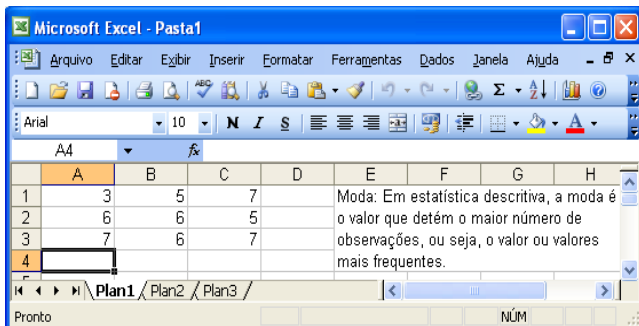 Microsoft Excel - Pasta1
Arquivo Editar Exibir Inserir Formatar Ferramentas Dados Janela Ajuda
Arial 10 N I S
A4 fx
A B C D E F G H
1 3 5 7 Moda: Em estatística descritiva, a moda é
2 6 6 5 o valor que detém o maior número de
3 7 6 7 observações, ou seja, o valor ou valores
4 mais frequentes.
Plan1 Plan2 Plan3
Pronto NÚM